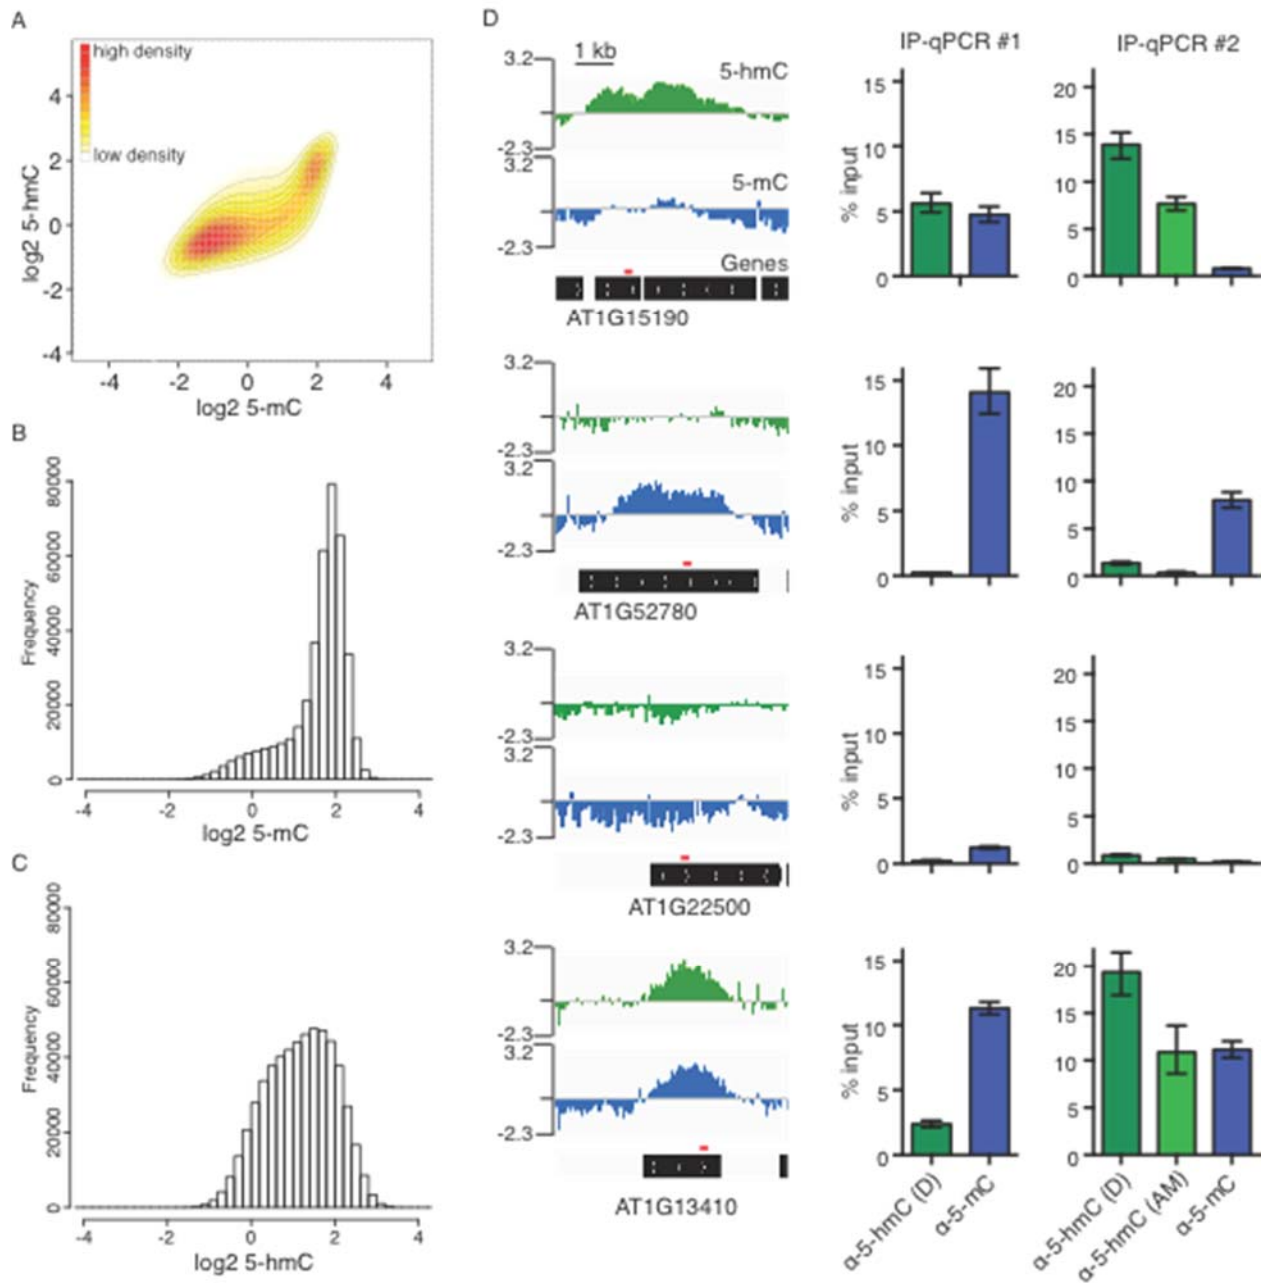 A
high density
low density
log2 5-hmC
4
2
0
-2
-4
-4 -2 0 2 4
log2 5-mC
B
Frequency
80000
60000
40000
20000
0
-4 -2 0 2 4
log2 5-mC
C
Frequency
80000
60000
40000
20000
0
-4 -2 0 2 4
log2 5-hmC
D
IP-qPCR #1
IP-qPCR #2
3.2
1 kb
5-hmC
-2.3
3.2
5-mC
-2.3
Genes
AT1G15190
% input
15
10
5
0
20
15
10
5
0
3.2
-2.3
3.2
-2.3
AT1G52780
% input
15
10
5
0
20
15
10
5
0
3.2
-2.3
3.2
-2.3
AT1G22500
% input
15
10
5
0
20
15
10
5
0
3.2
-2.3
3.2
-2.3
AT1G13410
% input
15
10
5
0
20
15
10
5
0
α-5-hmC (D)
α-5-mC
α-5-hmC (D)
α-5-hmC (AM)
α-5-mC